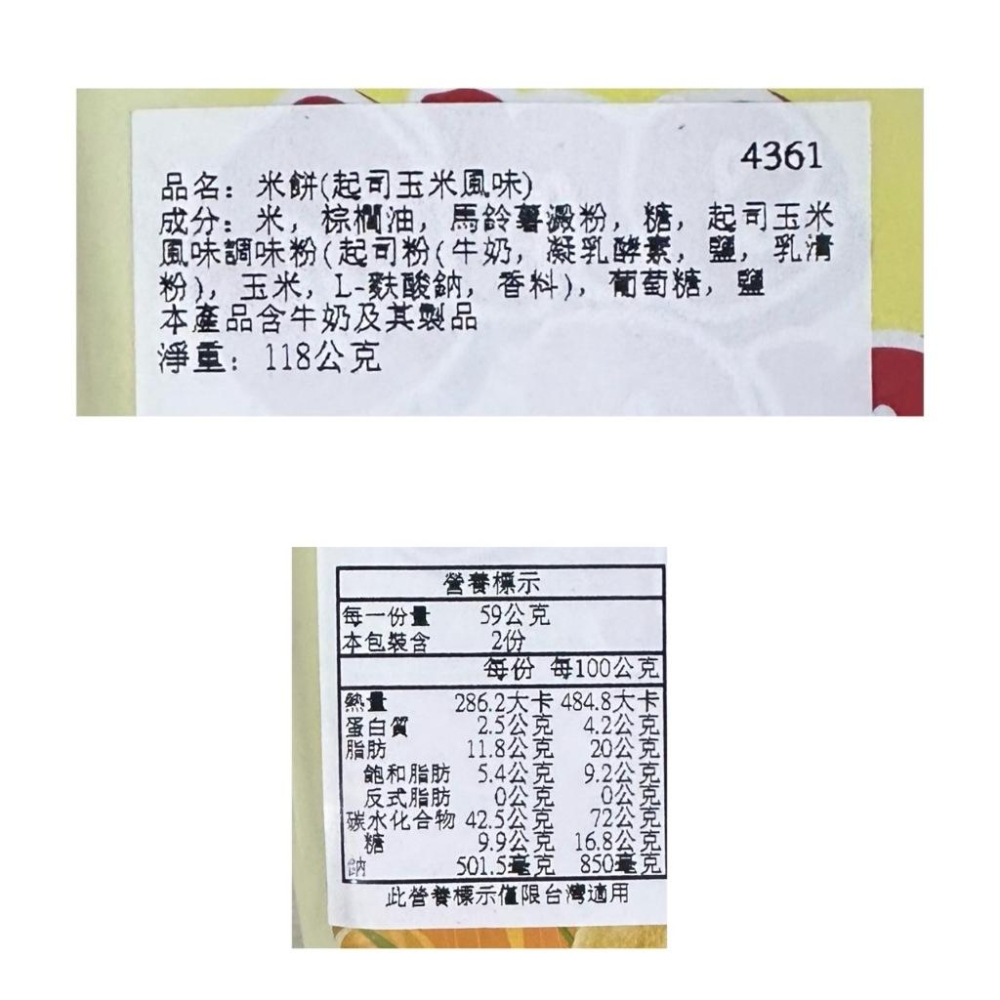 4361
品名：米餅(起司玉米風味)
成分：米，棕櫚油，馬鈴薯澱粉，糖，起司玉米
風味調味粉(起司粉(牛奶，凝乳酵素，鹽，乳清
粉)，玉米，L-麩酸鈉，香料)，葡萄糖，鹽
本產品含牛奶及其製品
淨重：118公克
營養標示
每一份量 59公克
本包裝含 2份
每份 每100公克
熱量 286.2大卡 484.8大卡
蛋白質 2.5公克 4.2公克
脂肪 11.8公克 20公克
飽和脂肪 5.4公克 9.2公克
反式脂肪 0公克 0公克
碳水化合物 42.5公克 72公克
糖 9.9公克 16.8公克
鈉 501.5毫克 850毫克
此營養標示僅限台灣適用